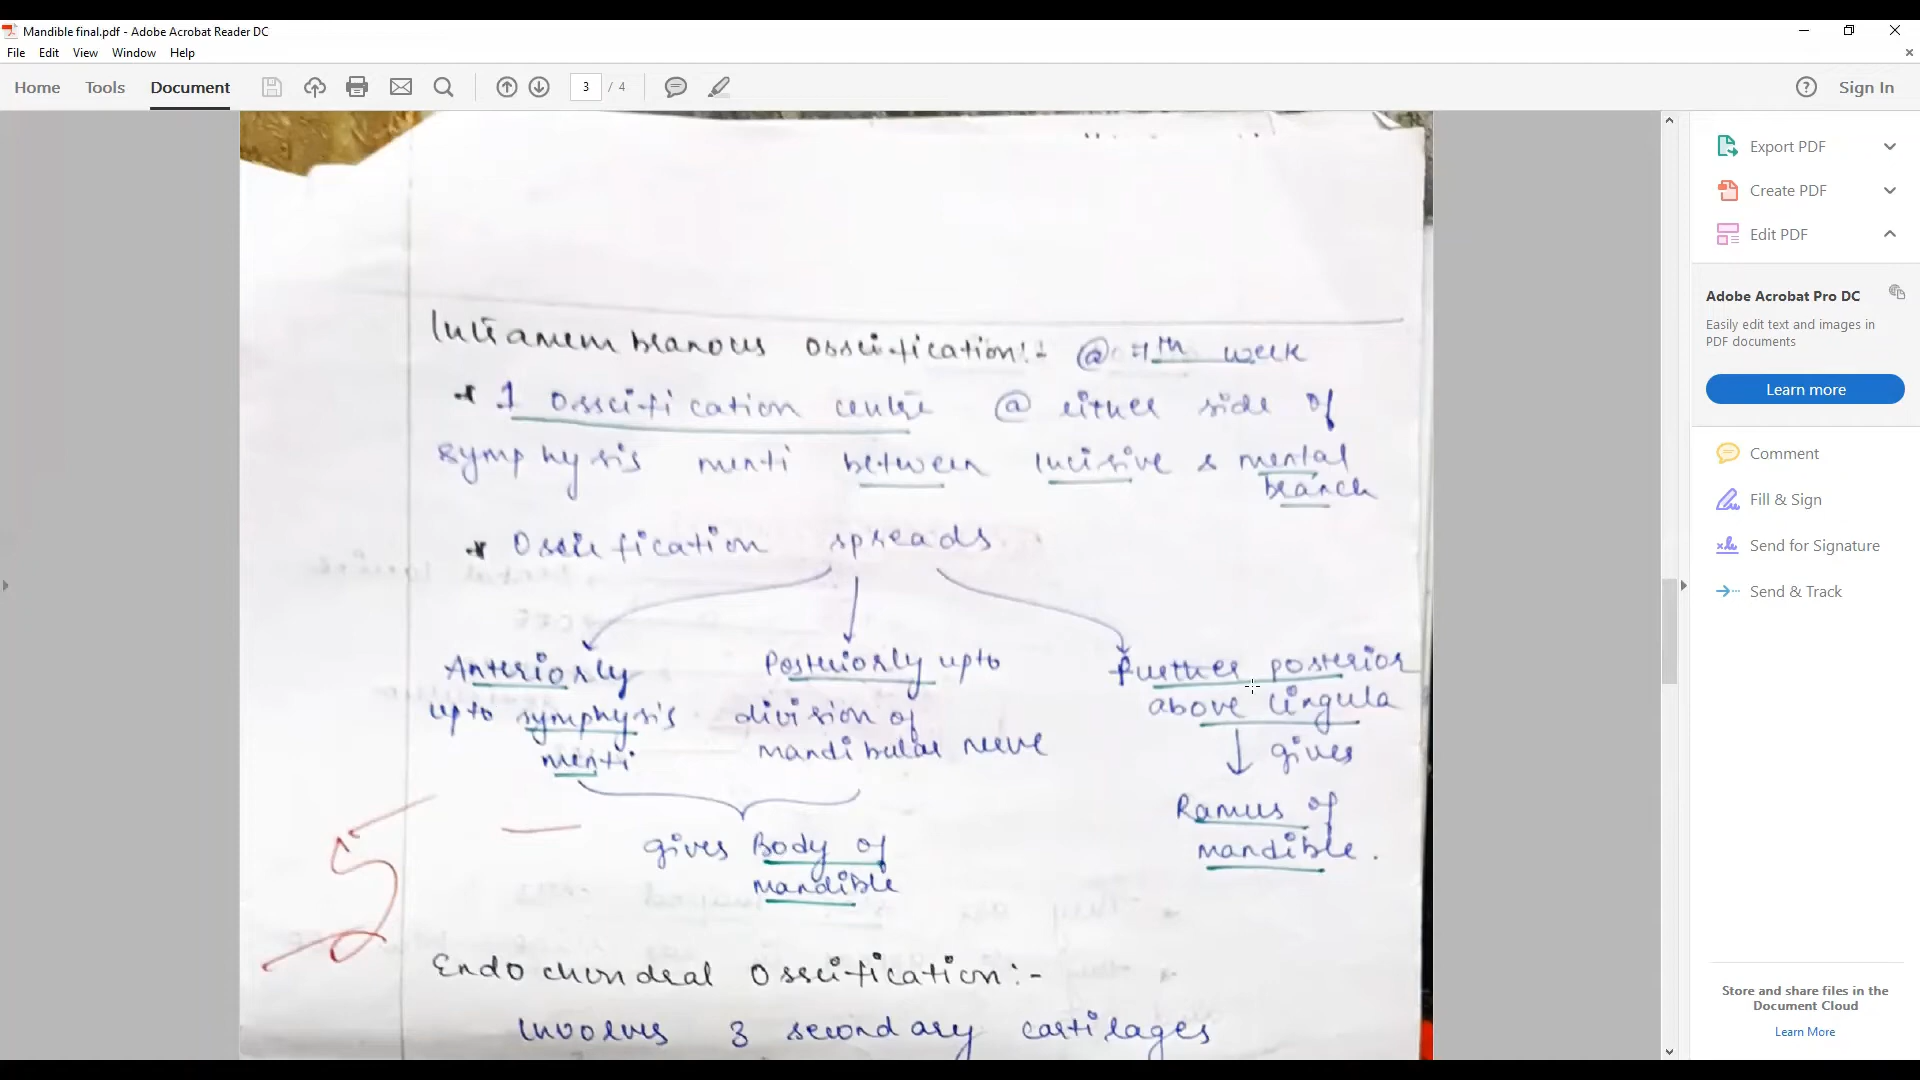 Mandible final.pdf - Adobe Acrobat Reader DC
File Edit View Window Help
Home Tools Document 3 / 4 Sign In
Intramembranous Osscification:- @ 7th week
1 Osscification centre @ either side of
symphysis menti between incisive & mental
branch
Osscification spreads
Anteriorly
upto symphysis
menti
Posteriorly upto
division of
mandibular nerve
further posterior
above lingula
gives
Ramus of
mandible.
gives Body of
mandible
Endochondral Osscification:-
involves 3 secondary cartilages
Export PDF
Create PDF
Edit PDF
Adobe Acrobat Pro DC
Easily edit text and images in
PDF documents
Learn more
Comment
Fill & Sign
Send for Signature
Send & Track
Store and share files in the
Document Cloud
Learn More